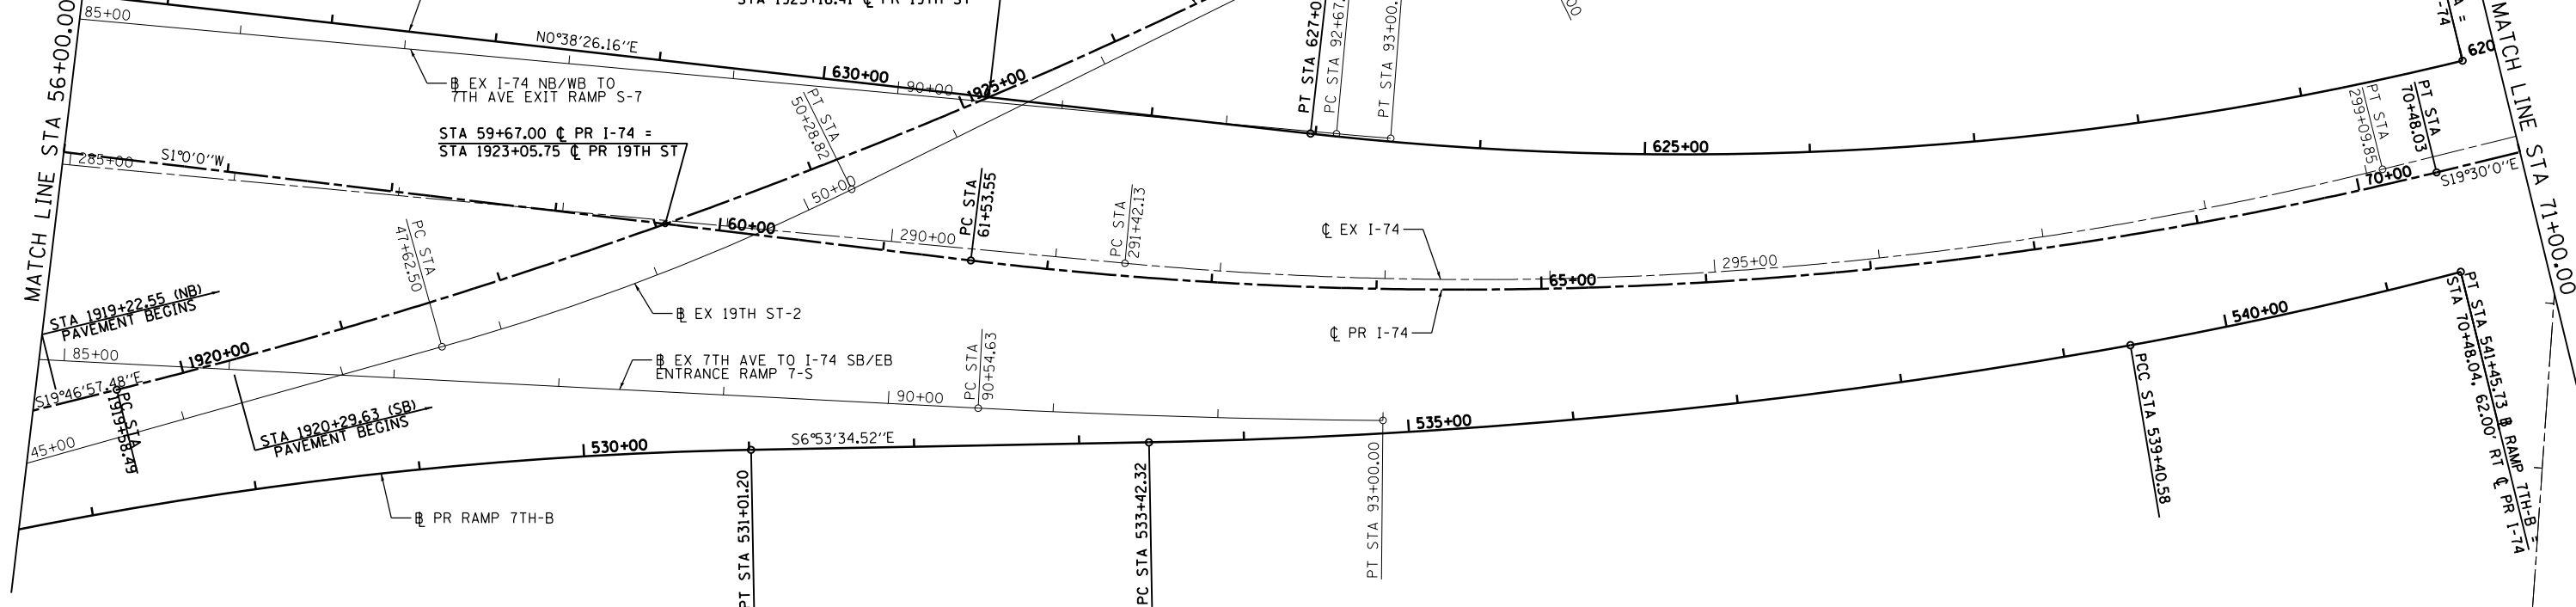 MATCH LINE STA 56+00.00
85+00
STA 1925+16.41 ℄ PR 19TH ST
N0°38'26.16"E
B EX I-74 NB/WB TO
7TH AVE EXIT RAMP S-7
630+00
90+00
1925+00
PT STA
50+28.82
50+00
STA 59+67.00 ℄ PR I-74 =
STA 1923+05.75 ℄ PR 19TH ST
285+00
S1°0'0"W
PT STA 627+0
PC STA 92+67.
PT STA 93+00.
00
625+00
A =
-74
620
MATCH LINE STA 71+00.00
PT STA
299+09.85
PT STA
70+48.03
70+00
S19°30'0"E
PC STA
47+62.50
60+00
PC STA
61+53.55
290+00
PC STA
291+42.13
℄ EX I-74
65+00
295+00
℄ PR I-74
STA 1919+22.55 (NB)
PAVEMENT BEGINS
B EX 19TH ST-2
85+00
1920+00
B EX 7TH AVE TO I-74 SB/EB
ENTRANCE RAMP 7-S
90+00
PC STA
90+54.63
S19°46'57.48"E
PC STA
1919+58.49
45+00
STA 1920+29.63 (SB)
PAVEMENT BEGINS
530+00
S6°53'34.52"E
535+00
540+00
B PR RAMP 7TH-B
PT STA 531+01.20
PC STA 533+42.32
PT STA 93+00.00
PCC STA 539+40.58
PT STA 541+45.73 B RAMP 7TH-B =
STA 70+48.04, 62.00' RT ℄ PR I-74